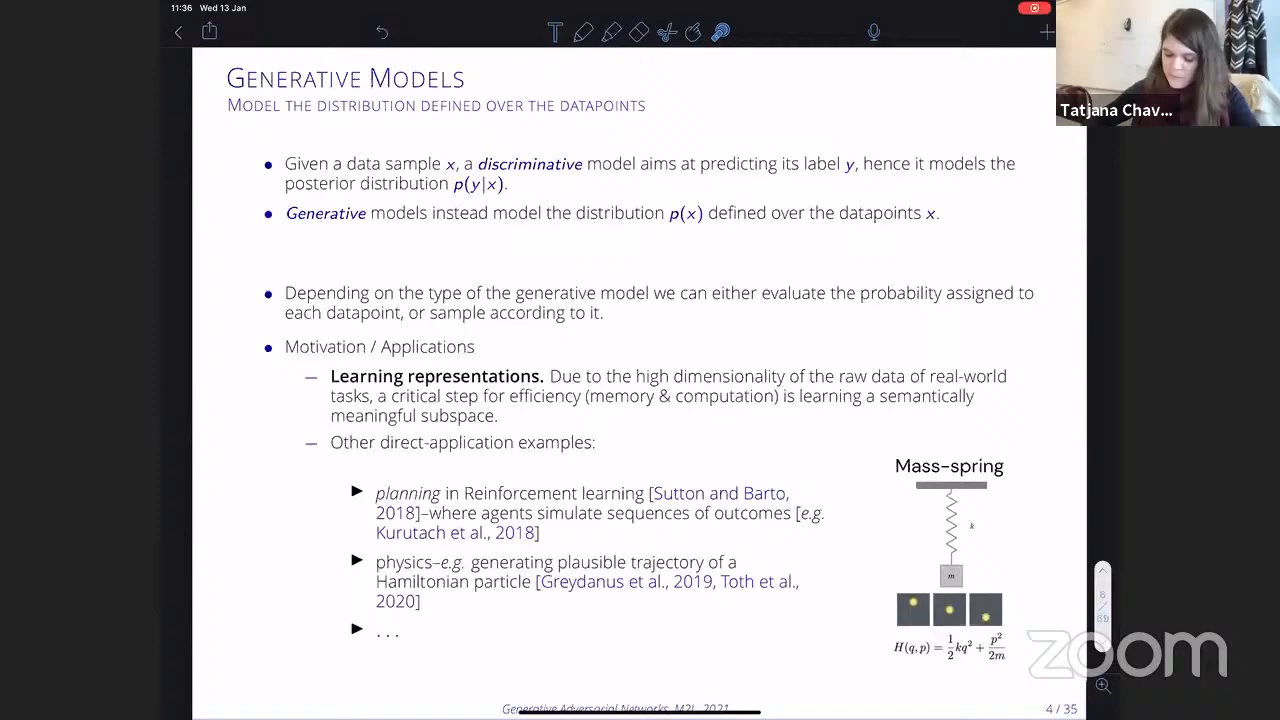 11:36 Wed 13 Jan
GENERATIVE MODELS
MODEL THE DISTRIBUTION DEFINED OVER THE DATAPOINTS
Tatjana Chav...
• Given a data sample x, a discriminative model aims at predicting its label y, hence it models the
posterior distribution p(y|x).
• Generative models instead model the distribution p(x) defined over the datapoints x.
• Depending on the type of the generative model we can either evaluate the probability assigned to
each datapoint, or sample according to it.
• Motivation / Applications
— Learning representations. Due to the high dimensionality of the raw data of real-world
tasks, a critical step for efficiency (memory & computation) is learning a semantically
meaningful subspace.
— Other direct-application examples:
▶ planning in Reinforcement learning [Sutton and Barto,
2018]–where agents simulate sequences of outcomes [e.g.
Kurutach et al., 2018]
▶ physics–e.g. generating plausible trajectory of a
Hamiltonian particle [Greydanus et al., 2019, Toth et al.,
2020]
▶ ...
Mass-spring
k
m
H(q,p) = 1/2 kq² + p²/2m
zoom
Generative Adversarial Networks, M2L, 2021
4 / 35